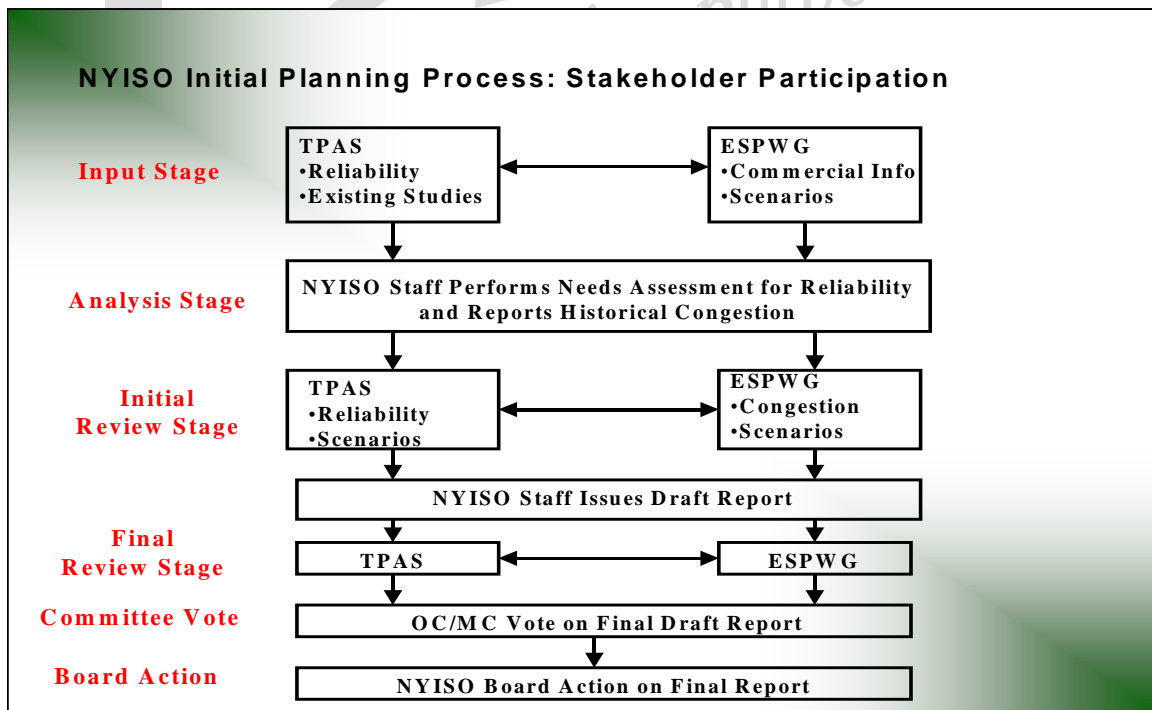 NYISO Initial Planning Process: Stakeholder Participation
Input Stage
TPAS
•Reliability
•Existing Studies
ESPWG
•Commercial Info
•Scenarios
Analysis Stage
NYISO Staff Performs Needs Assessment for Reliability
and Reports Historical Congestion
Initial
Review Stage
TPAS
•Reliability
•Scenarios
ESPWG
•Congestion
•Scenarios
NYISO Staff Issues Draft Report
Final
Review Stage
TPAS
ESPWG
Committee Vote
OC/MC Vote on Final Draft Report
Board Action
NYISO Board Action on Final Report